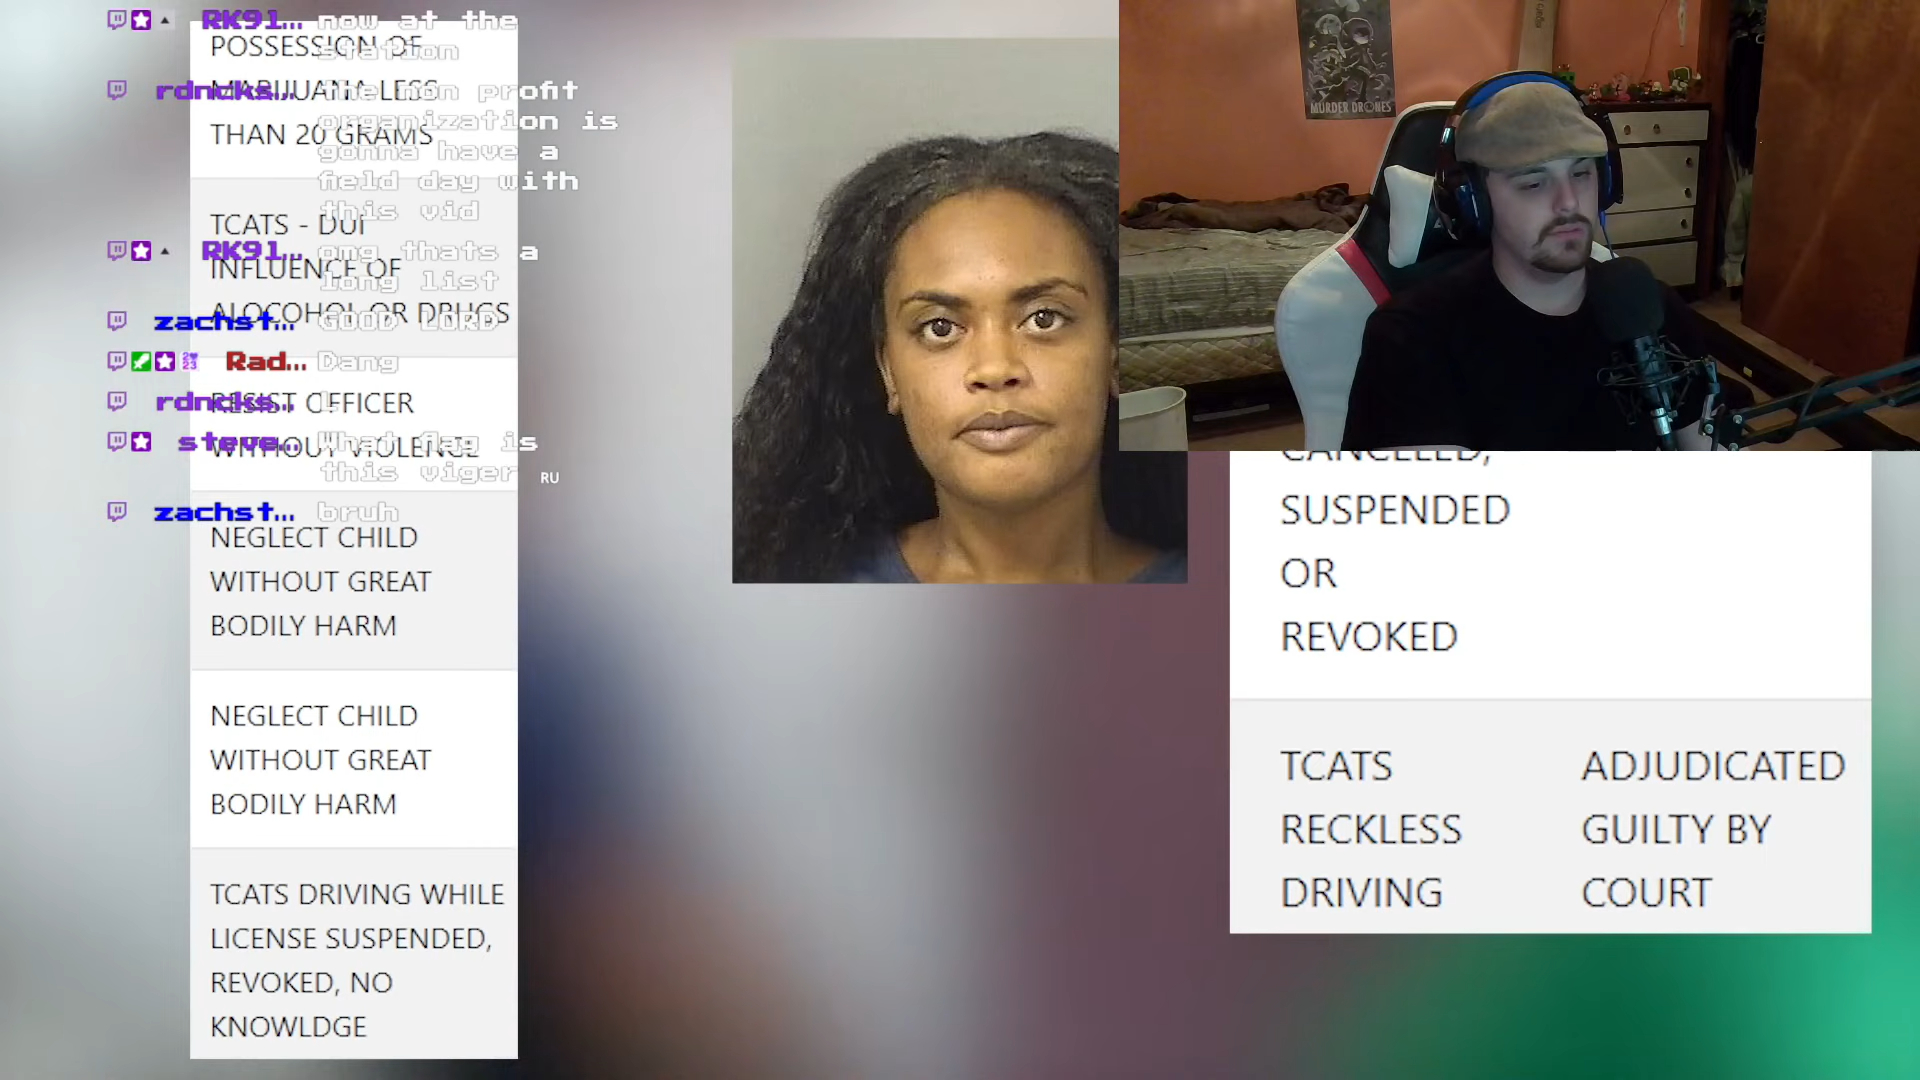 RK91... now at the
station
rdncks... the non profit
organization is
gonna have a
field day with
this vid
RK91... omg thats a
long list
zachst... GOOD LORD
Rad... Dang
rdncks...
steve... What flag is
this viger
zachst... bruh
RU
POSSESSION OF
MARIJUANA LESS
THAN 20 GRAMS
TCATS - DUI
INFLUENCE OF
ALOCOHOL OR DRUGS
RESIST OFFICER
WITHOUT VIOLENCE
NEGLECT CHILD
WITHOUT GREAT
BODILY HARM
NEGLECT CHILD
WITHOUT GREAT
BODILY HARM
TCATS DRIVING WHILE
LICENSE SUSPENDED,
REVOKED, NO
KNOWLDGE
MURDER DRONES
CANCELED,
SUSPENDED
OR
REVOKED
TCATS
RECKLESS
DRIVING
ADJUDICATED
GUILTY BY
COURT